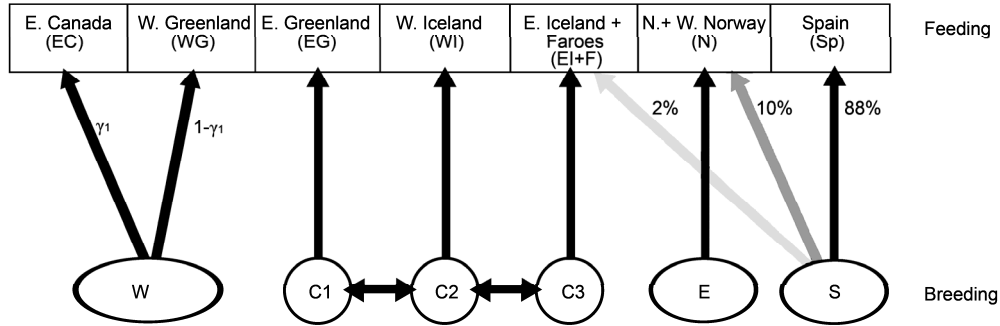 E. Canada
(EC)
W. Greenland
(WG)
E. Greenland
(EG)
W. Iceland
(WI)
E. Iceland +
Faroes
(EI+F)
N.+ W. Norway
(N)
Spain
(Sp)
Feeding
γ1
1-γ1
2%
10%
88%
W
C1
C2
C3
E
S
Breeding